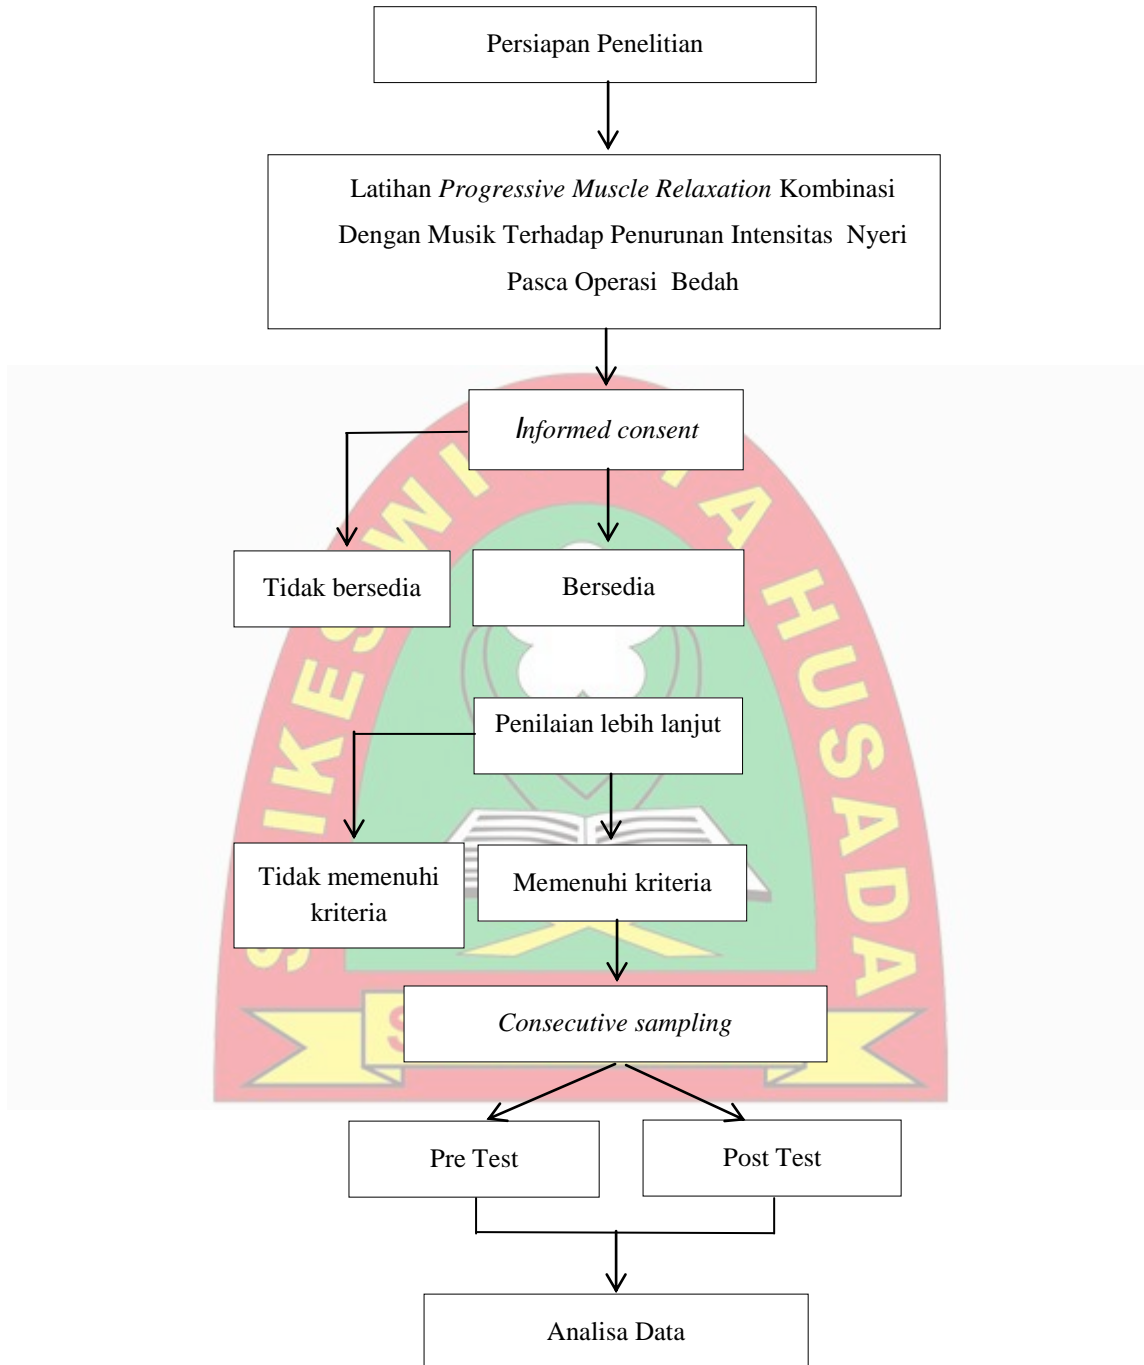 Persiapan Penelitian
Latihan Progressive Muscle Relaxation Kombinasi
Dengan Musik Terhadap Penurunan Intensitas Nyeri
Pasca Operasi Bedah
Informed consent
Tidak bersedia
Bersedia
Penilaian lebih lanjut
Tidak memenuhi
kriteria
Memenuhi kriteria
Consecutive sampling
Pre Test
Post Test
Analisa Data
HUSADA